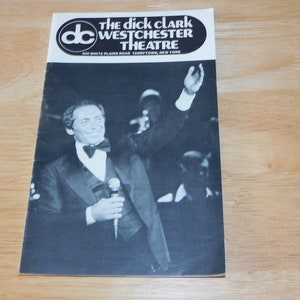 dc
The dick clark
WESTCHESTER
THEATRE
600 WHITE PLAINS ROAD TARRYTOWN, NEW YORK